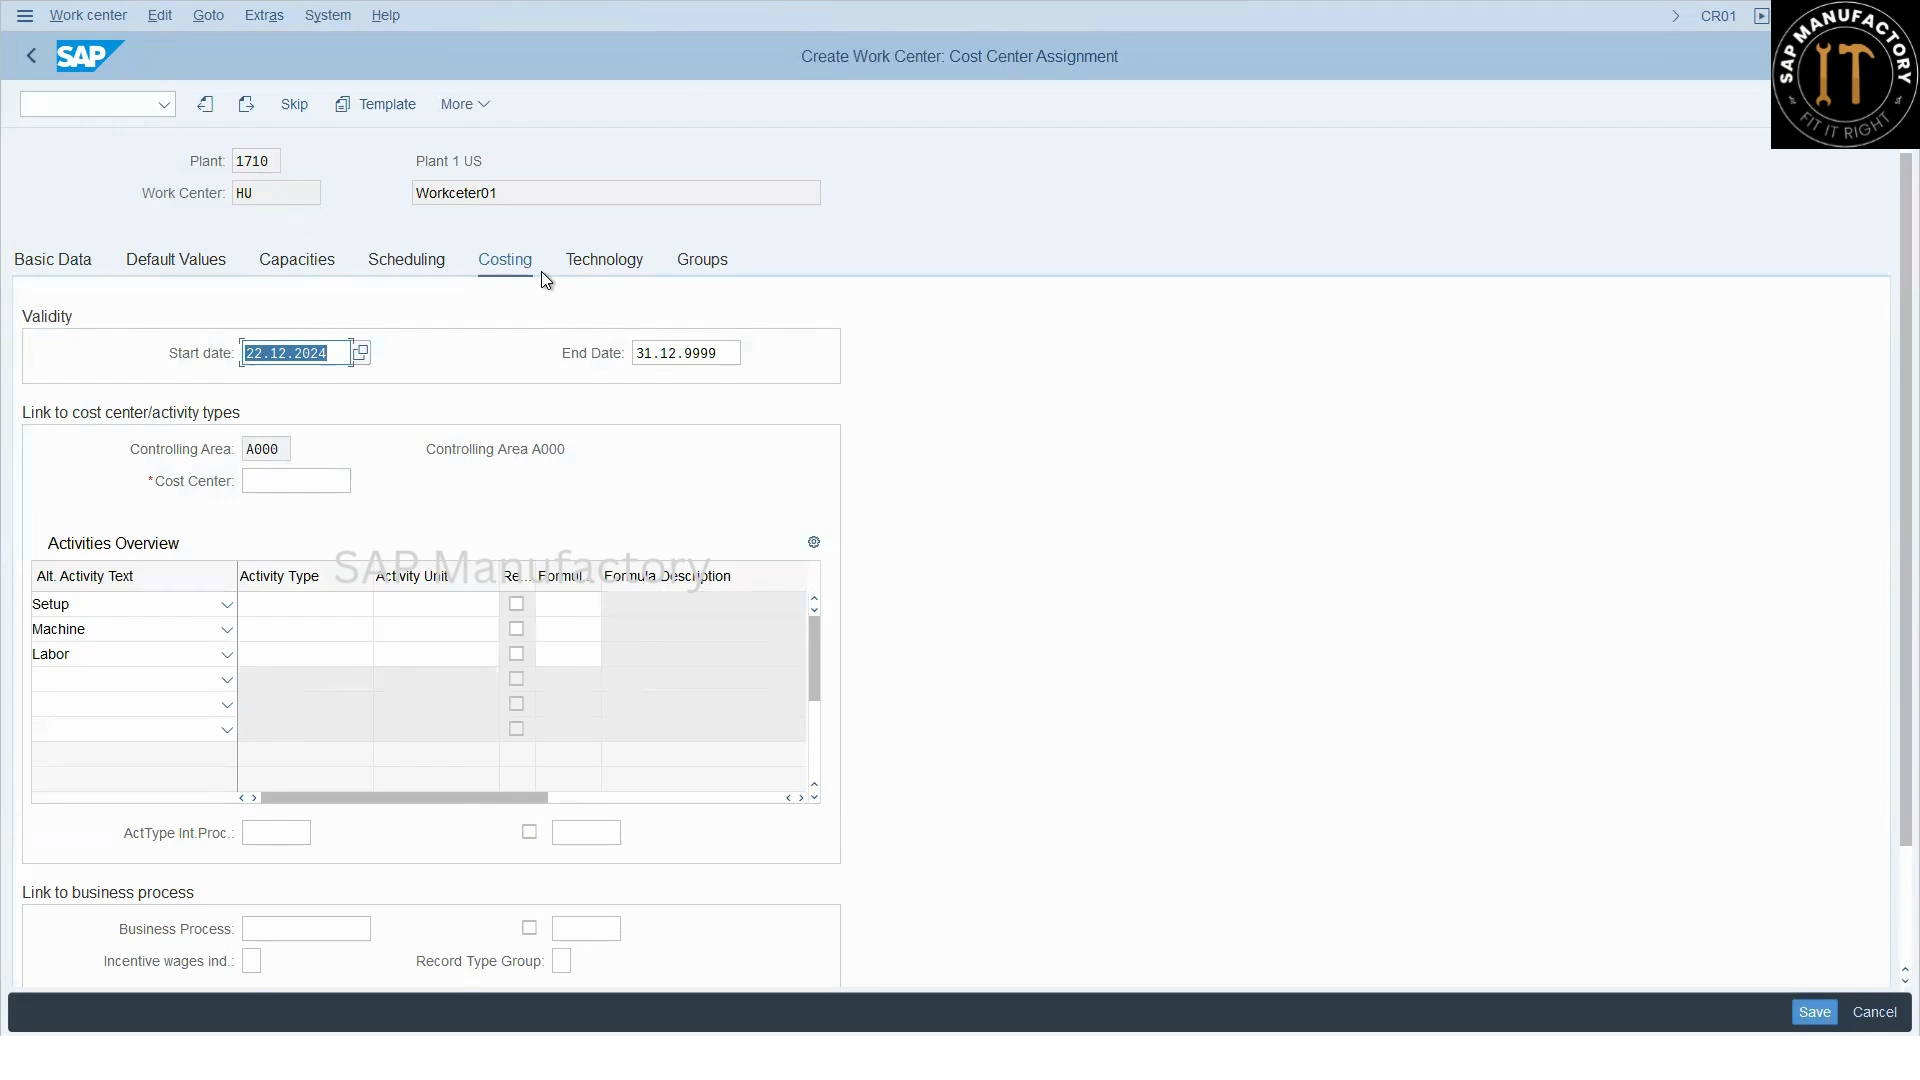 Work center Edit Goto Extras System Help CR01
SAP Create Work Center: Cost Center Assignment
SAP MANUFACTORY
IT
FIT IT RIGHT
Skip Template More
Plant: 1710 Plant 1 US
Work Center: HU Workceter01
Basic Data Default Values Capacities Scheduling Costing Technology Groups
Validity
Start date: 22.12.2024 End Date: 31.12.9999
Link to cost center/activity types
Controlling Area: A000 Controlling Area A000
*Cost Center:
Activities Overview
SAP Manufactory
Alt. Activity Text Activity Type Activity Unit Re... Formul... Formula Description
Setup
Machine
Labor
ActType Int.Proc.:
Link to business process
Business Process:
Incentive wages ind.: Record Type Group:
Save Cancel